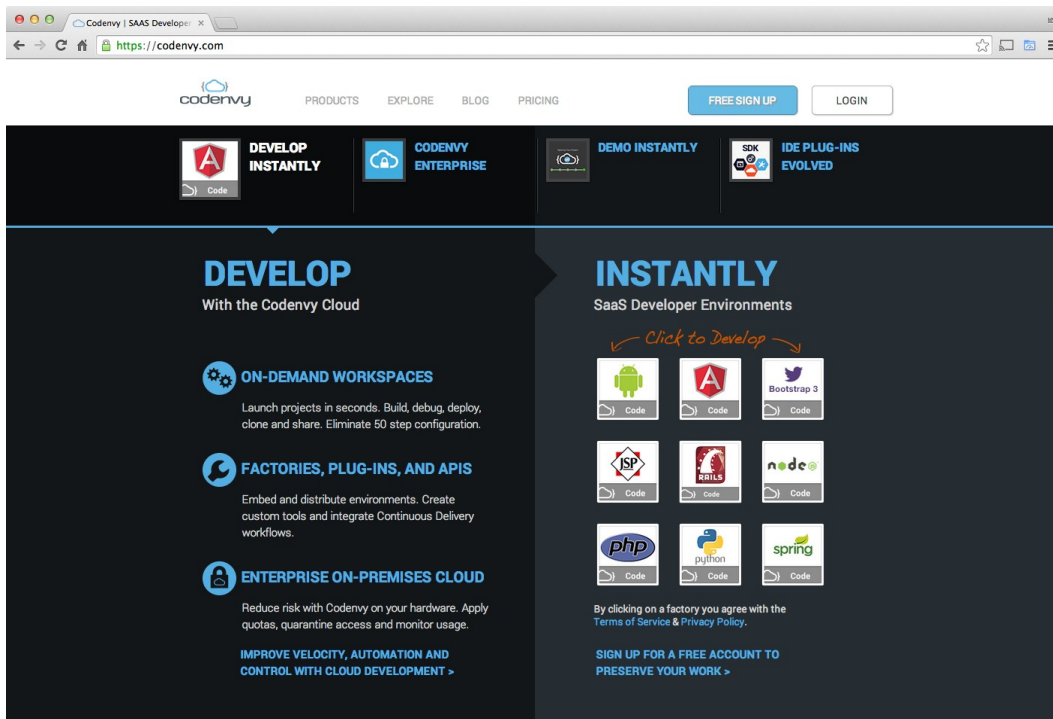 Codenvy | SAAS Developer
https://codenvy.com
codenvy
PRODUCTS EXPLORE BLOG PRICING
FREE SIGN UP LOGIN
DEVELOP
INSTANTLY
Code
CODENVY
ENTERPRISE
DEMO INSTANTLY
SDK
IDE PLUG-INS
EVOLVED
DEVELOP
With the Codenvy Cloud
ON-DEMAND WORKSPACES
Launch projects in seconds. Build, debug, deploy,
clone and share. Eliminate 50 step configuration.
FACTORIES, PLUG-INS, AND APIS
Embed and distribute environments. Create
custom tools and integrate Continuous Delivery
workflows.
ENTERPRISE ON-PREMISES CLOUD
Reduce risk with Codenvy on your hardware. Apply
quotas, quarantine access and monitor usage.
IMPROVE VELOCITY, AUTOMATION AND
CONTROL WITH CLOUD DEVELOPMENT >
INSTANTLY
SaaS Developer Environments
Click to Develop
Bootstrap 3
Code Code Code
JSP RAILS node
Code Code Code
php python spring
Code Code Code
By clicking on a factory you agree with the
Terms of Service & Privacy Policy.
SIGN UP FOR A FREE ACCOUNT TO
PRESERVE YOUR WORK >